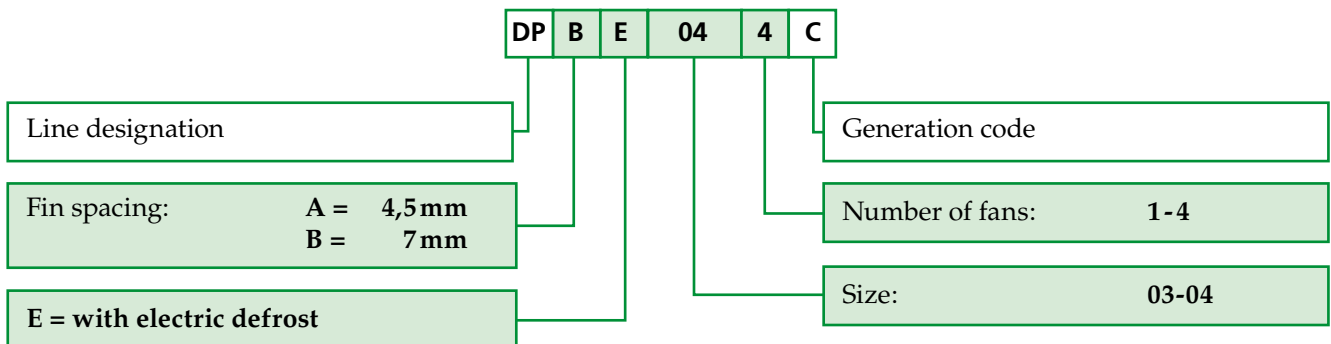 DP B E 04 4 C
Line designation
Generation code
Fin spacing: A = 4,5 mm
B = 7 mm
Number of fans: 1-4
E = with electric defrost
Size: 03-04